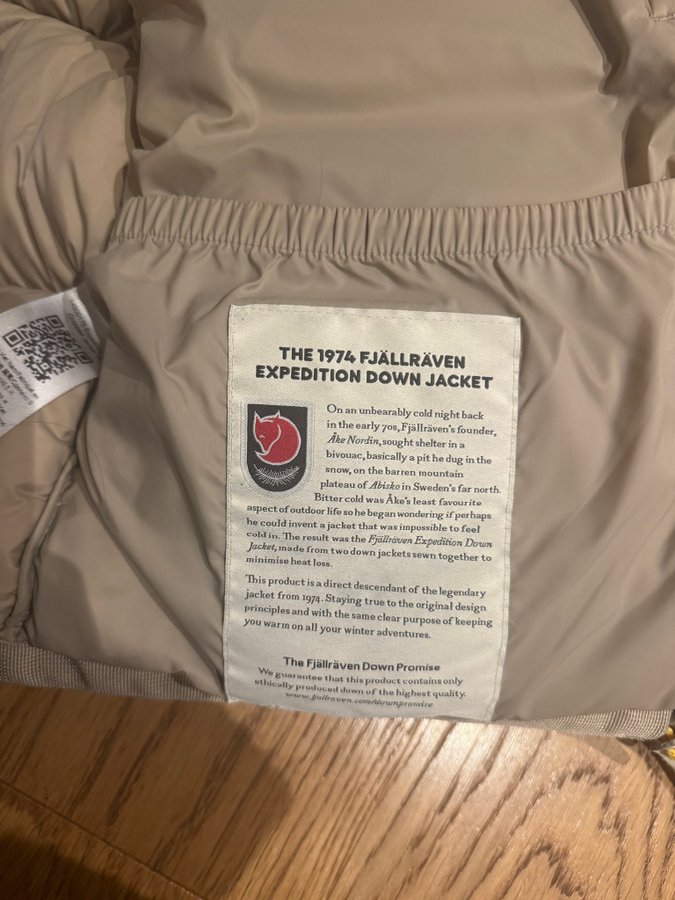 THE 1974 FJÄLLRÄVEN
EXPEDITION DOWN JACKET
On an unbearably cold night back
in the early 70s, Fjällräven's founder,
Åke Nordin, sought shelter in a
bivouac, basically a pit he dug in the
snow, on the barren mountain
plateau of Abisko in Sweden's far north.
Bitter cold was Åke's least favourite
aspect of outdoor life so he began wondering if perhaps
he could invent a jacket that was impossible to feel
cold in. The result was the Fjällräven Expedition Down
Jacket, made from two down jackets sewn together to
minimise heat loss.
This product is a direct descendant of the legendary
jacket from 1974. Staying true to the original design
principles and with the same clear purpose of keeping
you warm on all your winter adventures.
The Fjällräven Down Promise
We guarantee that this product contains only
ethically produced down of the highest quality.
www.fjallraven.com/downpromise